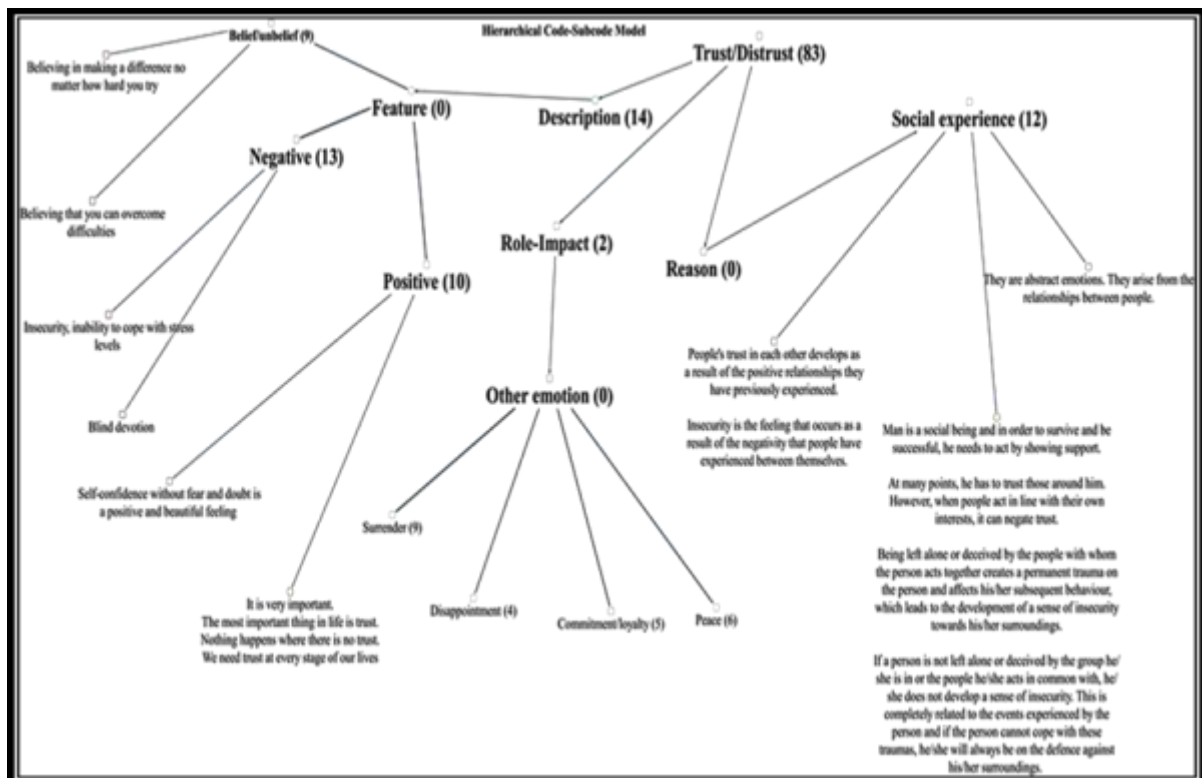 Hierarchical Code-Subcode Model
Belief/unbelief (9)
Trust/Distrust (83)
Believing in making a difference no
matter how hard you try
Feature (0)
Description (14)
Social experience (12)
Negative (13)
Believing that you can overcome
difficulties
Role-Impact (2)
Reason (0)
Positive (10)
They are abstract emotions. They arise from the
relationships between people.
Insecurity, inability to cope with stress
levels
People's trust in each other develops as
a result of the positive relationships they
have previously experienced.
Insecurity is the feeling that occurs as a
result of the negativity that people have
experienced between themselves.
Other emotion (0)
Blind devotion
Man is a social being and in order to survive and be
successful, he needs to act by showing support.
At many points, he has to trust those around him.
However, when people act in line with their own
interests, it can negate trust.
Being left alone or deceived by the people with whom
the person acts together creates a permanent trauma on
the person and affects his/her subsequent behaviour,
which leads to the development of a sense of insecurity
towards his/her surroundings.
If a person is not left alone or deceived by the group he/
she is in or the people he/she acts in common with, he/
she does not develop a sense of insecurity. This is
completely related to the events experienced by the
person and if the person cannot cope with these
traumas, he/she will always be on the defence against
his/her surroundings.
Self-confidence without fear and doubt is
a positive and beautiful feeling
Surrender (9)
It is very important.
The most important thing in life is trust.
Nothing happens where there is no trust.
We need trust at every stage of our lives
Disappointment (4)
Commitment/loyalty (5)
Peace (6)